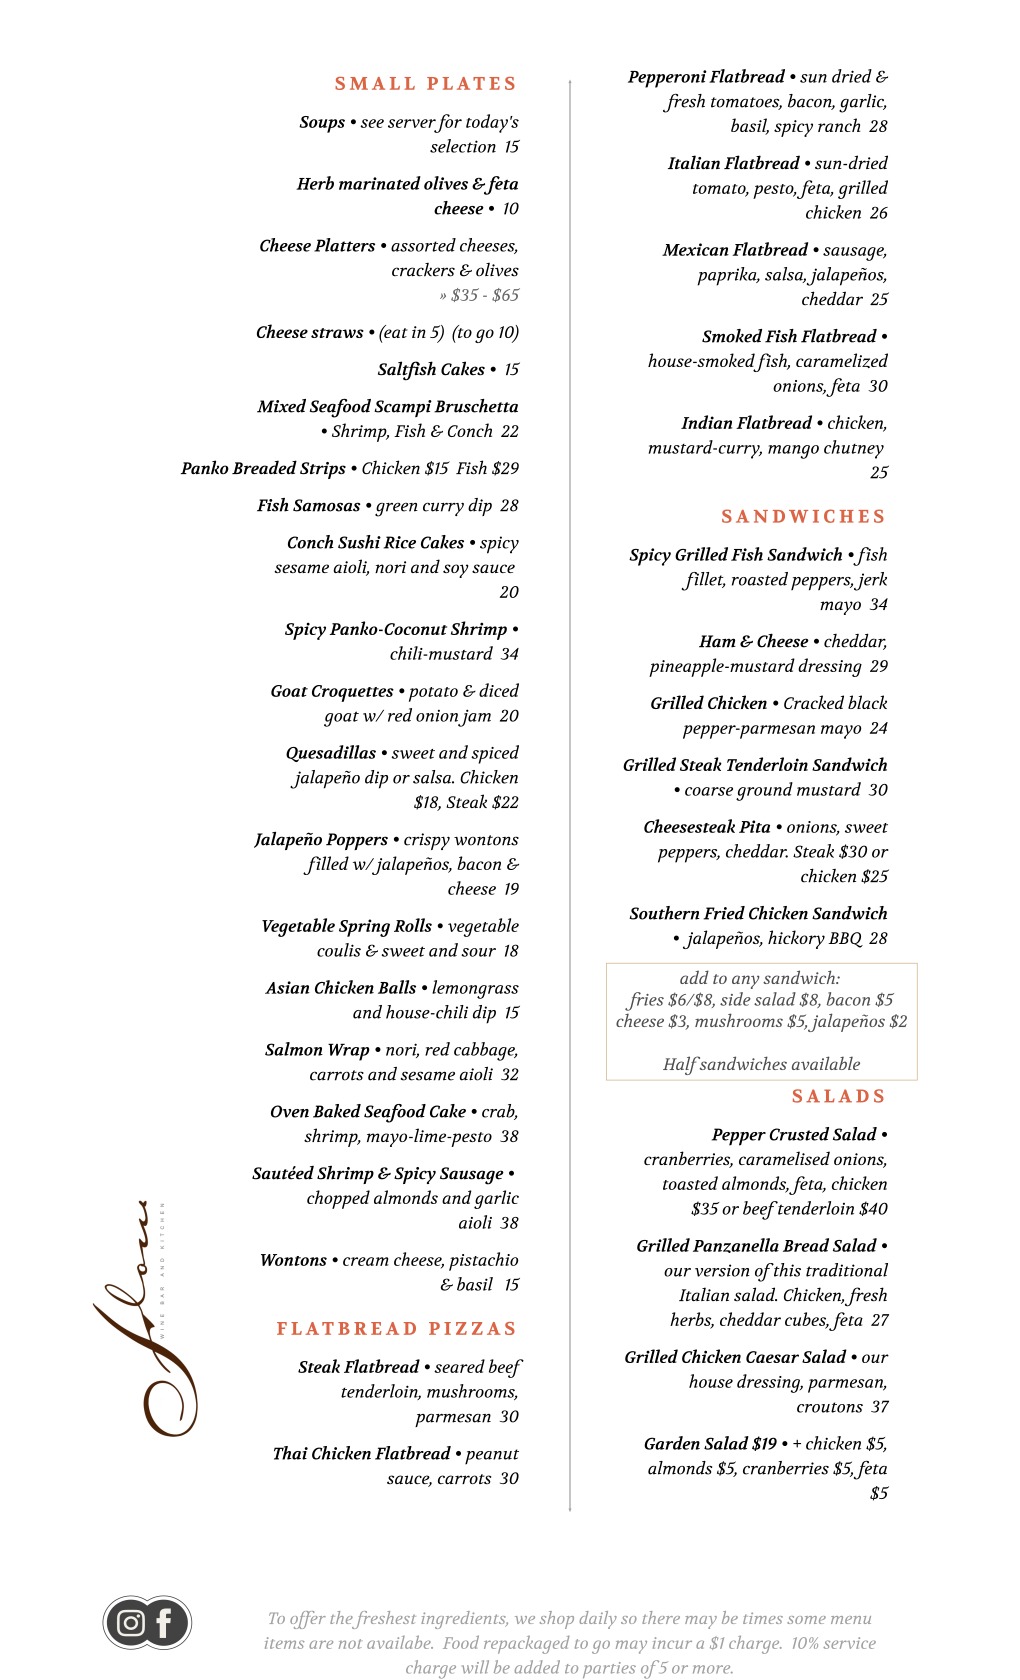 SMALL PLATES
Soups • see server for today's
selection 15
Herb marinated olives & feta
cheese • 10
Cheese Platters • assorted cheeses,
crackers & olives
» $35 - $65
Cheese straws • (eat in 5) (to go 10)
Saltfish Cakes • 15
Mixed Seafood Scampi Bruschetta
• Shrimp, Fish & Conch 22
Panko Breaded Strips • Chicken $15 Fish $29
Fish Samosas • green curry dip 28
Conch Sushi Rice Cakes • spicy
sesame aioli, nori and soy sauce
20
Spicy Panko-Coconut Shrimp •
chili-mustard 34
Goat Croquettes • potato & diced
goat w/ red onion jam 20
Quesadillas • sweet and spiced
jalapeño dip or salsa. Chicken
$18, Steak $22
Jalapeño Poppers • crispy wontons
filled w/ jalapeños, bacon &
cheese 19
Vegetable Spring Rolls • vegetable
coulis & sweet and sour 18
Asian Chicken Balls • lemongrass
and house-chili dip 15
Salmon Wrap • nori, red cabbage,
carrots and sesame aioli 32
Oven Baked Seafood Cake • crab,
shrimp, mayo-lime-pesto 38
Sautéed Shrimp & Spicy Sausage •
chopped almonds and garlic
aioli 38
Wontons • cream cheese, pistachio
& basil 15
FLATBREAD PIZZAS
Steak Flatbread • seared beef
tenderloin, mushrooms,
parmesan 30
Thai Chicken Flatbread • peanut
sauce, carrots 30
Pepperoni Flatbread • sun dried &
fresh tomatoes, bacon, garlic,
basil, spicy ranch 28
Italian Flatbread • sun-dried
tomato, pesto, feta, grilled
chicken 26
Mexican Flatbread • sausage,
paprika, salsa, jalapeños,
cheddar 25
Smoked Fish Flatbread •
house-smoked fish, caramelized
onions, feta 30
Indian Flatbread • chicken,
mustard-curry, mango chutney
25
SANDWICHES
Spicy Grilled Fish Sandwich • fish
fillet, roasted peppers, jerk
mayo 34
Ham & Cheese • cheddar,
pineapple-mustard dressing 29
Grilled Chicken • Cracked black
pepper-parmesan mayo 24
Grilled Steak Tenderloin Sandwich
• coarse ground mustard 30
Cheesesteak Pita • onions, sweet
peppers, cheddar. Steak $30 or
chicken $25
Southern Fried Chicken Sandwich
• jalapeños, hickory BBQ 28
add to any sandwich:
fries $6/$8, side salad $8, bacon $5
cheese $3, mushrooms $5, jalapeños $2
Half sandwiches available
SALADS
Pepper Crusted Salad •
cranberries, caramelised onions,
toasted almonds, feta, chicken
$35 or beef tenderloin $40
Grilled Panzanella Bread Salad •
our version of this traditional
Italian salad. Chicken, fresh
herbs, cheddar cubes, feta 27
Grilled Chicken Caesar Salad • our
house dressing, parmesan,
croutons 37
Garden Salad $19 • + chicken $5,
almonds $5, cranberries $5, feta
$5
WINE BAR AND KITCHEN
To offer the freshest ingredients, we shop daily so there may be times some menu
items are not availabe. Food repackaged to go may incur a $1 charge. 10% service
charge will be added to parties of 5 or more.